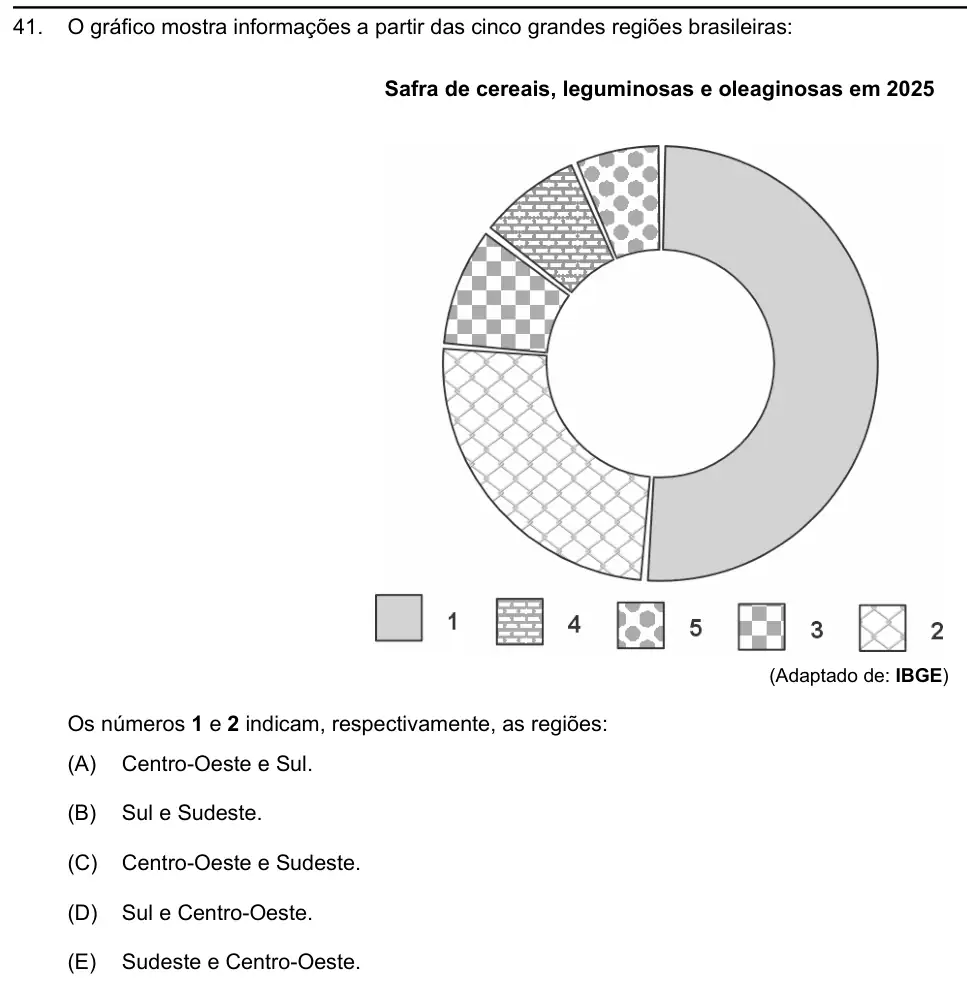 41. O gráfico mostra informações a partir das cinco grandes regiões brasileiras:
Safra de cereais, leguminosas e oleaginosas em 2025
1 4 5 3 2
(Adaptado de: IBGE)
Os números 1 e 2 indicam, respectivamente, as regiões:
(A) Centro-Oeste e Sul.
(B) Sul e Sudeste.
(C) Centro-Oeste e Sudeste.
(D) Sul e Centro-Oeste.
(E) Sudeste e Centro-Oeste.